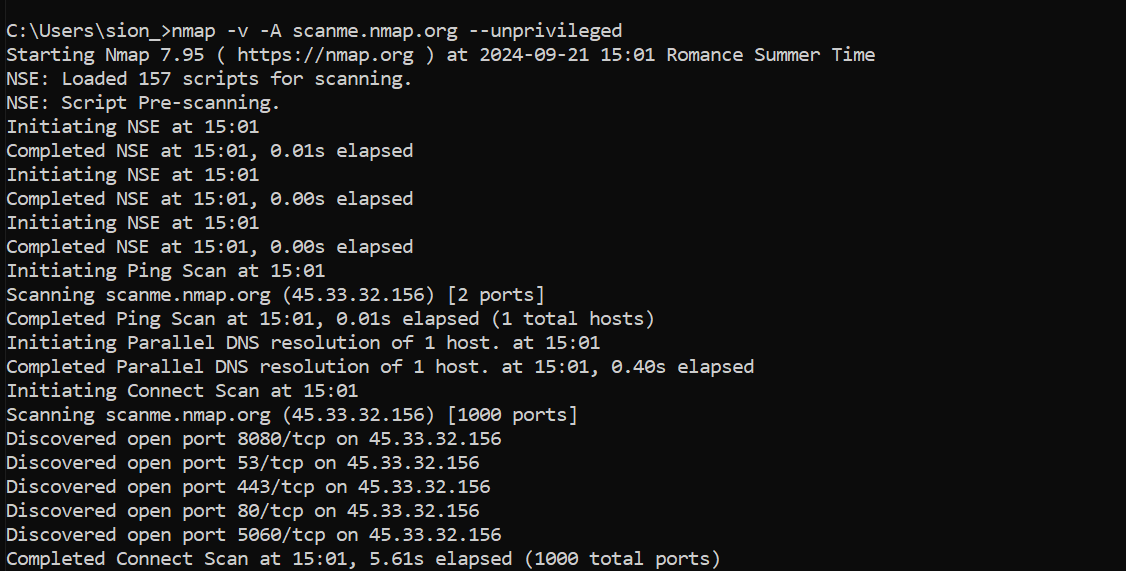 C:\Users\sion_>nmap -v -A scanme.nmap.org --unprivileged
Starting Nmap 7.95 ( https://nmap.org ) at 2024-09-21 15:01 Romance Summer Time
NSE: Loaded 157 scripts for scanning.
NSE: Script Pre-scanning.
Initiating NSE at 15:01
Completed NSE at 15:01, 0.01s elapsed
Initiating NSE at 15:01
Completed NSE at 15:01, 0.00s elapsed
Initiating NSE at 15:01
Completed NSE at 15:01, 0.00s elapsed
Initiating Ping Scan at 15:01
Scanning scanme.nmap.org (45.33.32.156) [2 ports]
Completed Ping Scan at 15:01, 0.01s elapsed (1 total hosts)
Initiating Parallel DNS resolution of 1 host. at 15:01
Completed Parallel DNS resolution of 1 host. at 15:01, 0.40s elapsed
Initiating Connect Scan at 15:01
Scanning scanme.nmap.org (45.33.32.156) [1000 ports]
Discovered open port 8080/tcp on 45.33.32.156
Discovered open port 53/tcp on 45.33.32.156
Discovered open port 443/tcp on 45.33.32.156
Discovered open port 80/tcp on 45.33.32.156
Discovered open port 5060/tcp on 45.33.32.156
Completed Connect Scan at 15:01, 5.61s elapsed (1000 total ports)